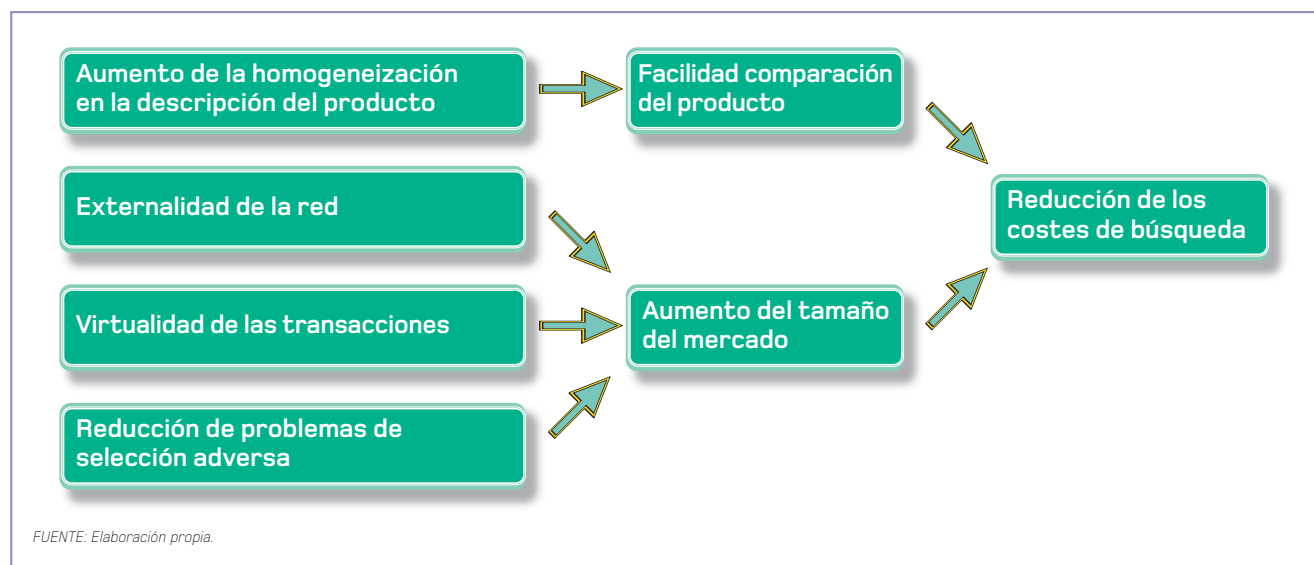 Aumento de la homogeneización
en la descripción del producto
Facilidad comparación
del producto
Externalidad de la red
Reducción de los
costes de búsqueda
Virtualidad de las transacciones
Aumento del tamaño
del mercado
Reducción de problemas de
selección adversa
FUENTE: Elaboración propia.